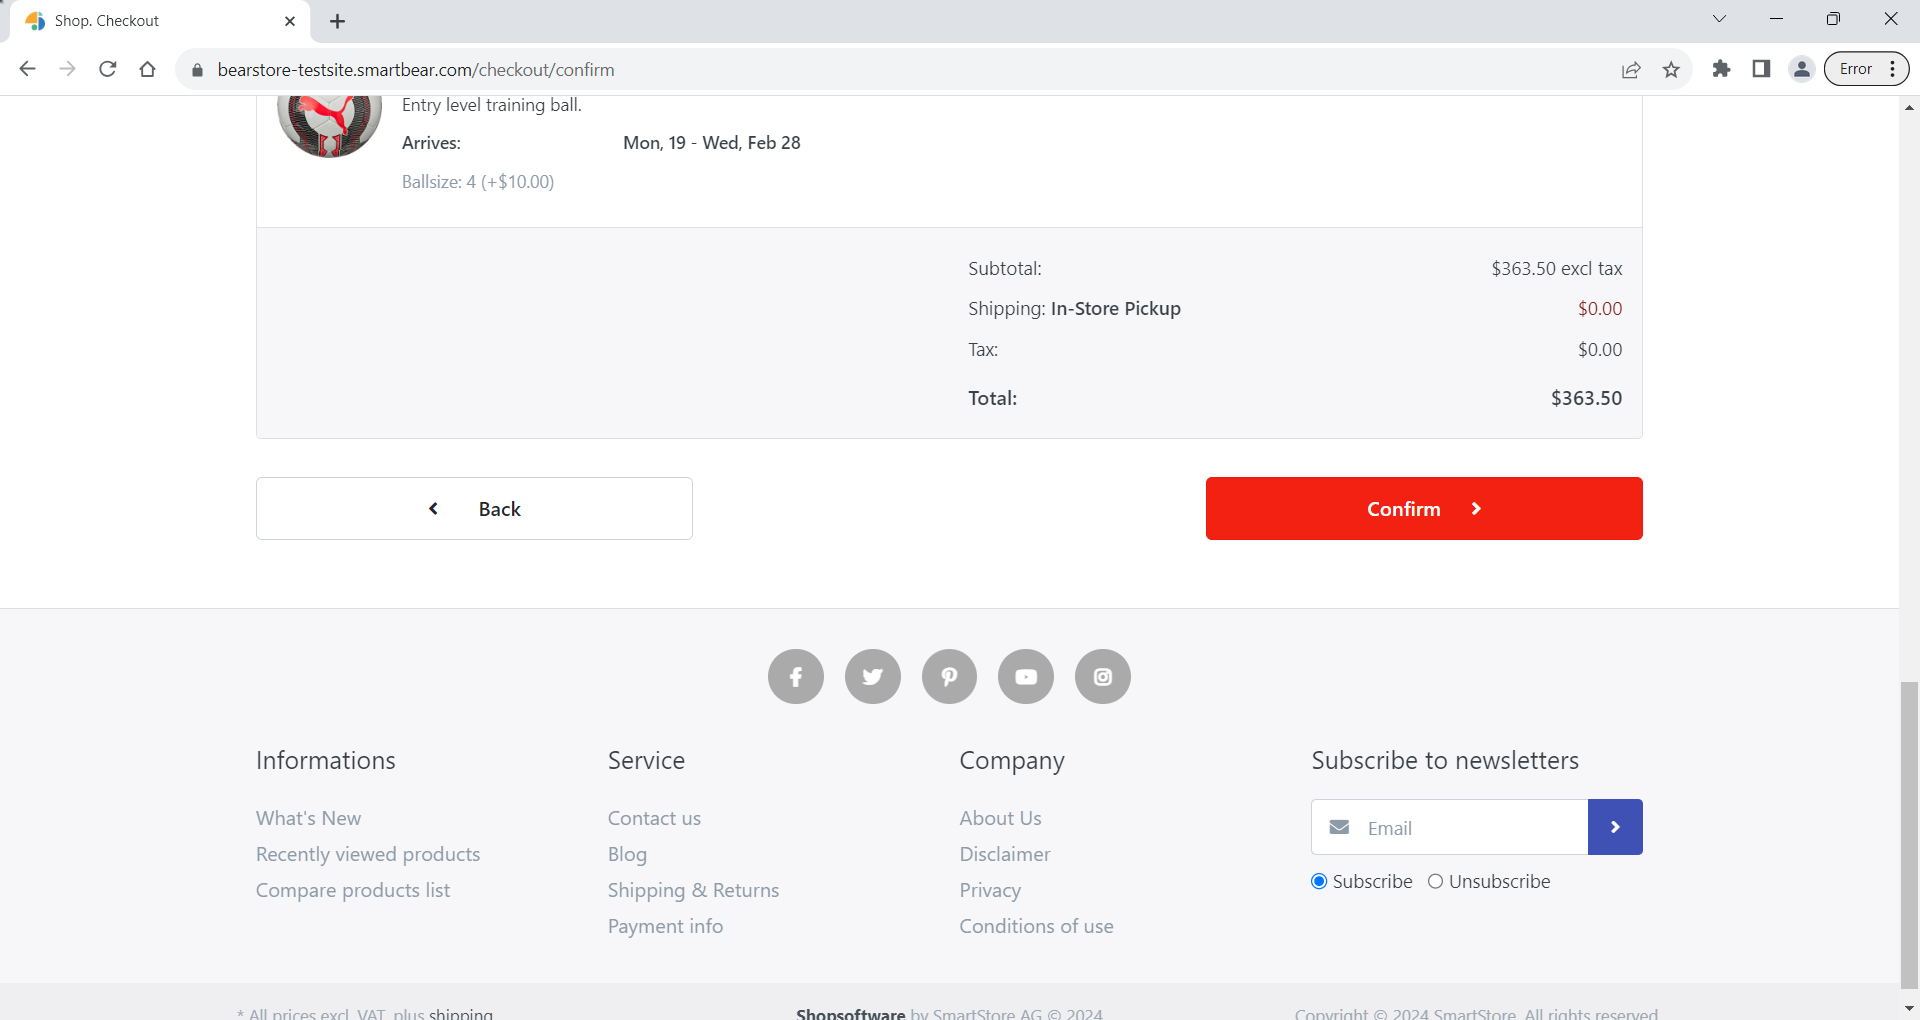 Shop. Checkout
bearstore-testsite.smartbear.com/checkout/confirm
Error
Entry level training ball.
Arrives: Mon, 19 - Wed, Feb 28
Ballsize: 4 (+$10.00)
Subtotal: $363.50 excl tax
Shipping: In-Store Pickup $0.00
Tax: $0.00
Total: $363.50
Back
Confirm
Informations
What's New
Recently viewed products
Compare products list
Service
Contact us
Blog
Shipping & Returns
Payment info
Company
About Us
Disclaimer
Privacy
Conditions of use
Subscribe to newsletters
Email
Subscribe Unsubscribe
* All prices excl. VAT, plus shipping
Shopsoftware by SmartStore AG © 2024
Copyright © 2024 SmartStore. All rights reserved.